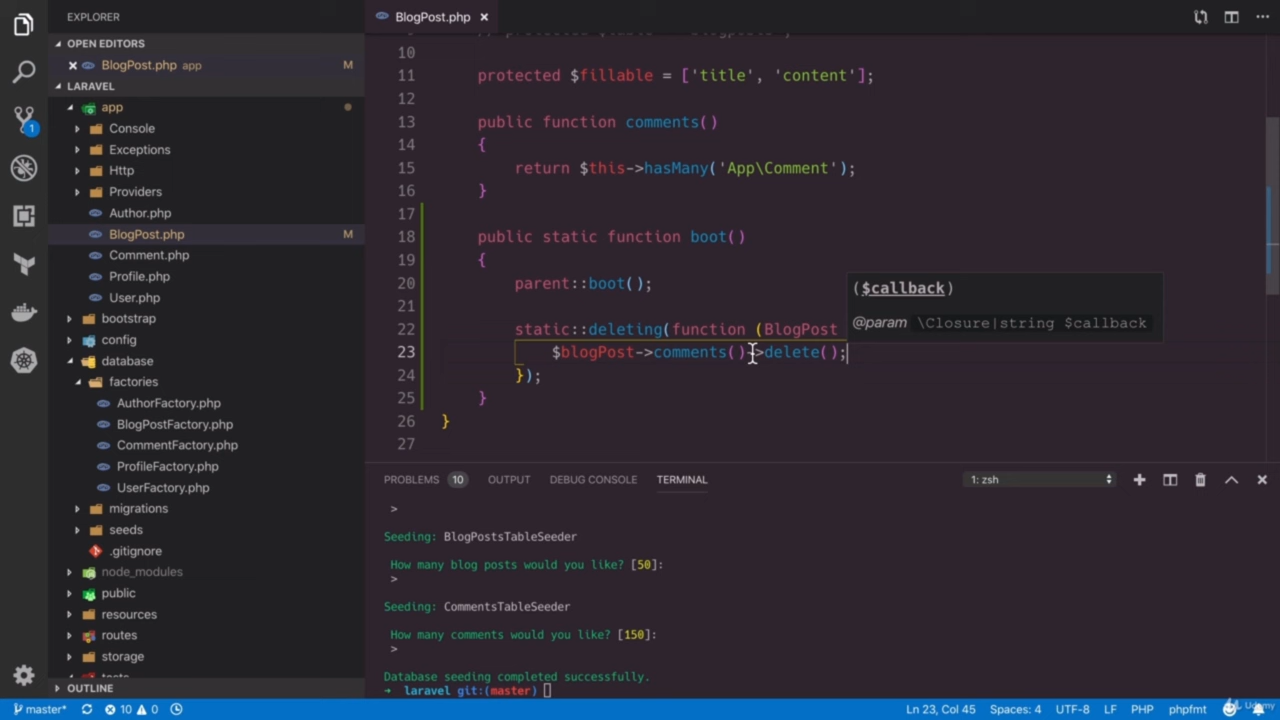 EXPLORER
OPEN EDITORS
BlogPost.php app M
LARAVEL
app
Console
Exceptions
Http
Providers
Author.php
BlogPost.php M
Comment.php
Profile.php
User.php
bootstrap
config
database
factories
AuthorFactory.php
BlogPostFactory.php
CommentFactory.php
ProfileFactory.php
UserFactory.php
migrations
seeds
.gitignore
node_modules
public
resources
routes
storage
tests
OUTLINE
1
BlogPost.php
10
11 protected $fillable = ['title', 'content'];
12
13 public function comments()
14 {
15 return $this->hasMany('App\Comment');
16 }
17
18 public static function boot()
19 {
20 parent::boot();
21
22 static::deleting(function (BlogPost
23 $blogPost->comments()->delete();
24 });
25 }
26 }
27
($callback)
@param \Closure|string $callback
PROBLEMS 10 OUTPUT DEBUG CONSOLE TERMINAL 1: zsh
>
Seeding: BlogPostsTableSeeder
How many blog posts would you like? [50]:
>
Seeding: CommentsTableSeeder
How many comments would you like? [150]:
>
Database seeding completed successfully.
➜ laravel git:(master)
master* 10 0 Ln 23, Col 45 Spaces: 4 UTF-8 LF PHP phpfmt
Udemy